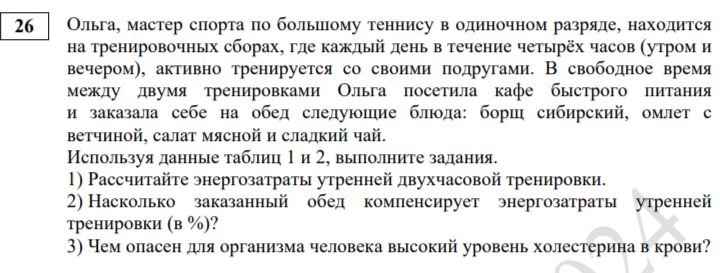 26
Ольга, мастер спорта по большому теннису в одиночном разряде, находится
на тренировочных сборах, где каждый день в течение четырёх часов (утром и
вечером), активно тренируется со своими подругами. В свободное время
между двумя тренировками Ольга посетила кафе быстрого питания
и заказала себе на обед следующие блюда: борщ сибирский, омлет с
ветчиной, салат мясной и сладкий чай.
Используя данные таблиц 1 и 2, выполните задания.
1) Рассчитайте энергозатраты утренней двухчасовой тренировки.
2) Насколько заказанный обед компенсирует энергозатраты утренней
тренировки (в %)?
3) Чем опасен для организма человека высокий уровень холестерина в крови?
024